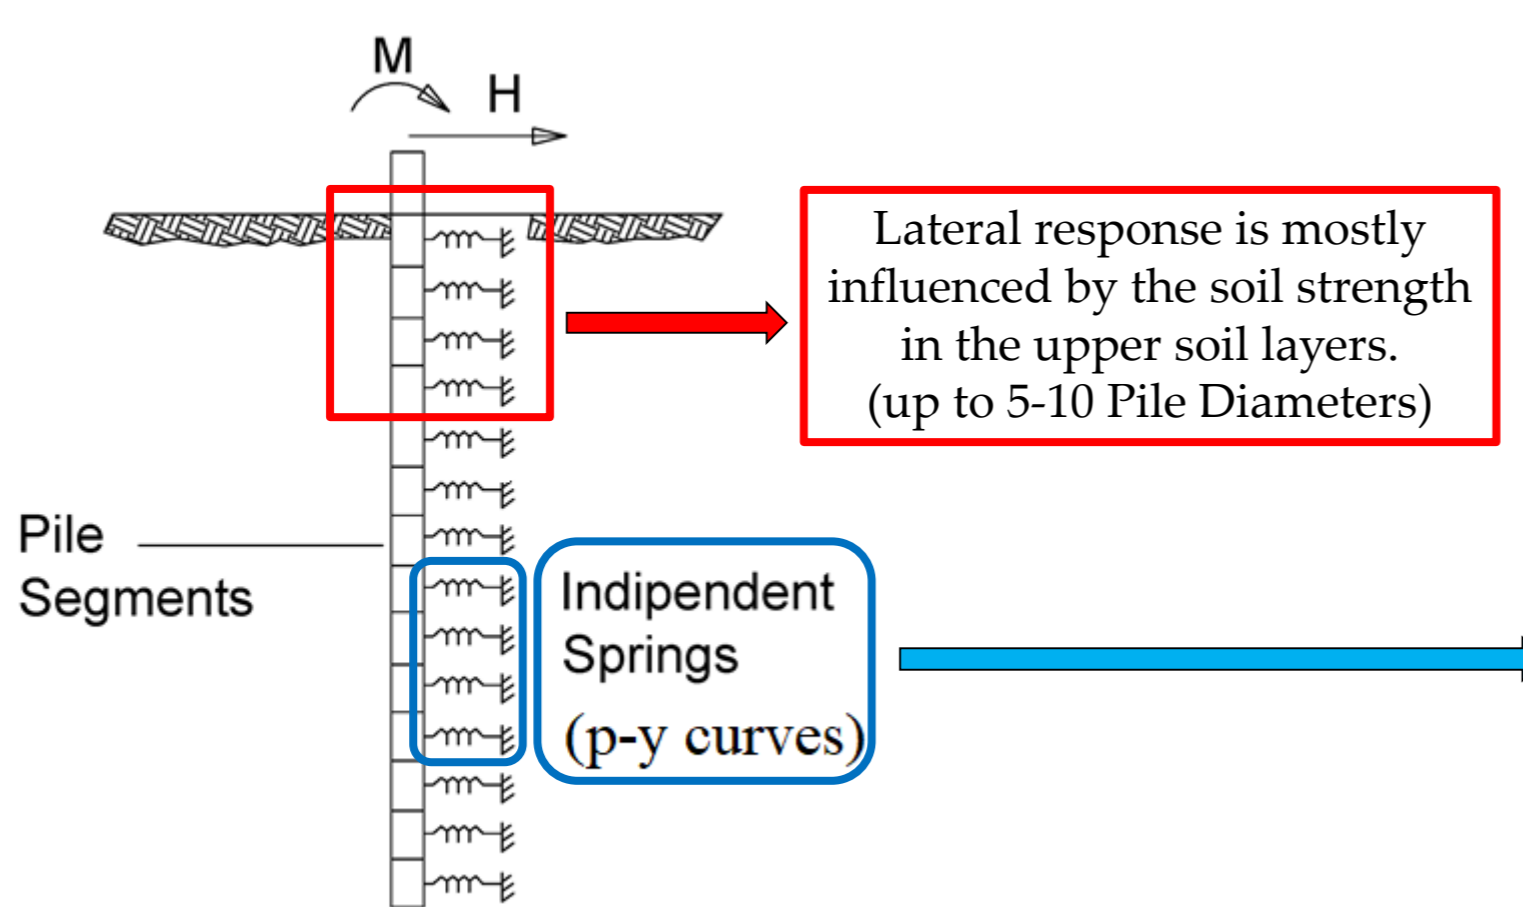 M
H
Lateral response is mostly
influenced by the soil strength
in the upper soil layers.
(up to 5-10 Pile Diameters)
Pile
Segments
Indipendent
Springs
(p-y curves)